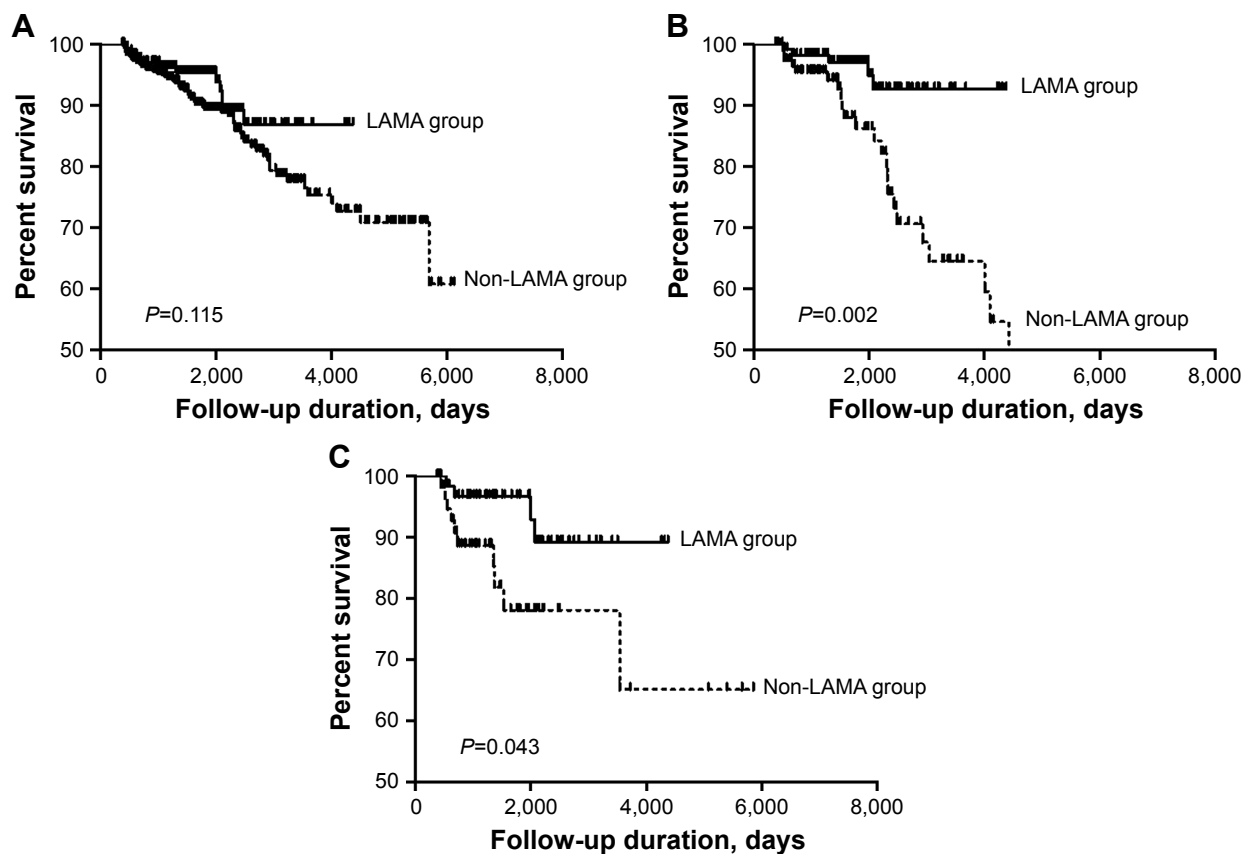 A
Percent survival
100
90
80
70
60
50
LAMA group
Non-LAMA group
P=0.115
0
2,000
4,000
6,000
8,000
Follow-up duration, days
B
Percent survival
100
90
80
70
60
50
LAMA group
Non-LAMA group
P=0.002
0
2,000
4,000
6,000
8,000
Follow-up duration, days
C
Percent survival
100
90
80
70
60
50
LAMA group
Non-LAMA group
P=0.043
0
2,000
4,000
6,000
8,000
Follow-up duration, days